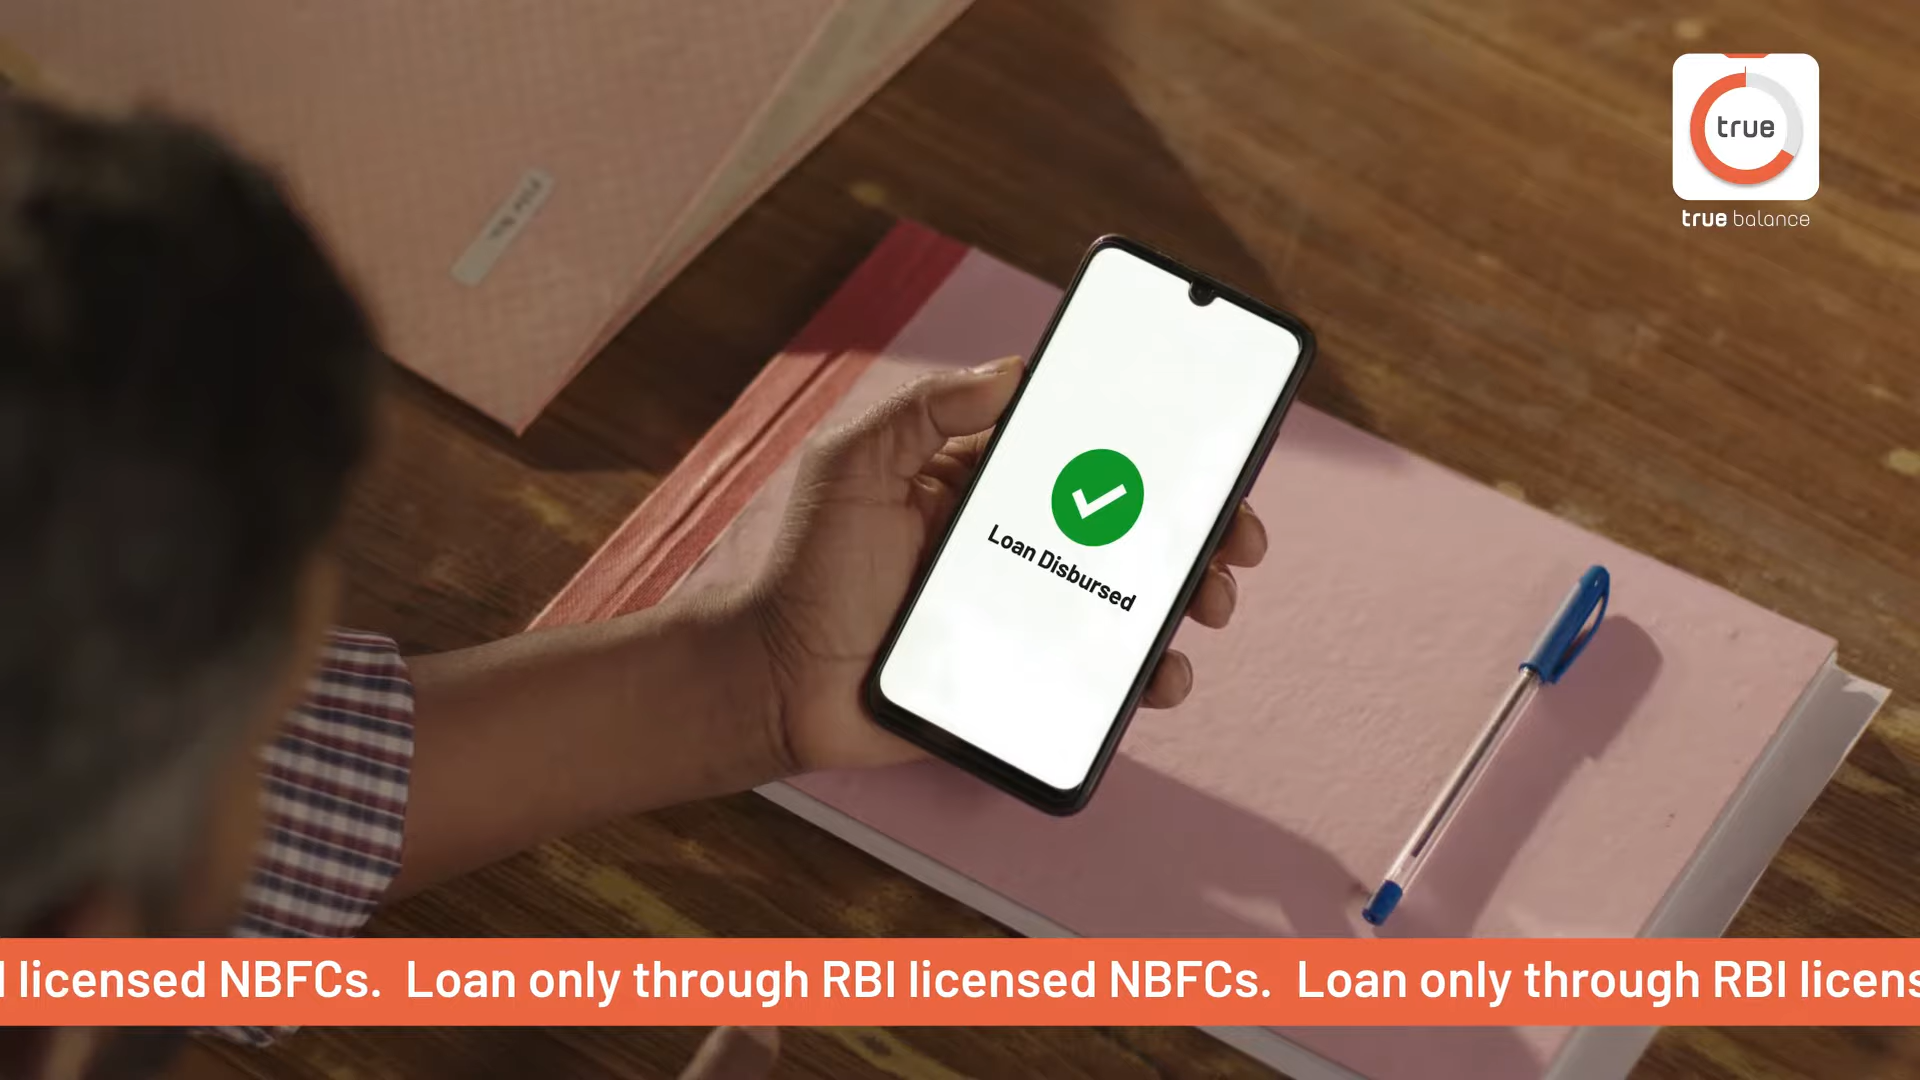 true
true balance
Loan Disbursed
l licensed NBFCs. Loan only through RBI licensed NBFCs. Loan only through RBI licens